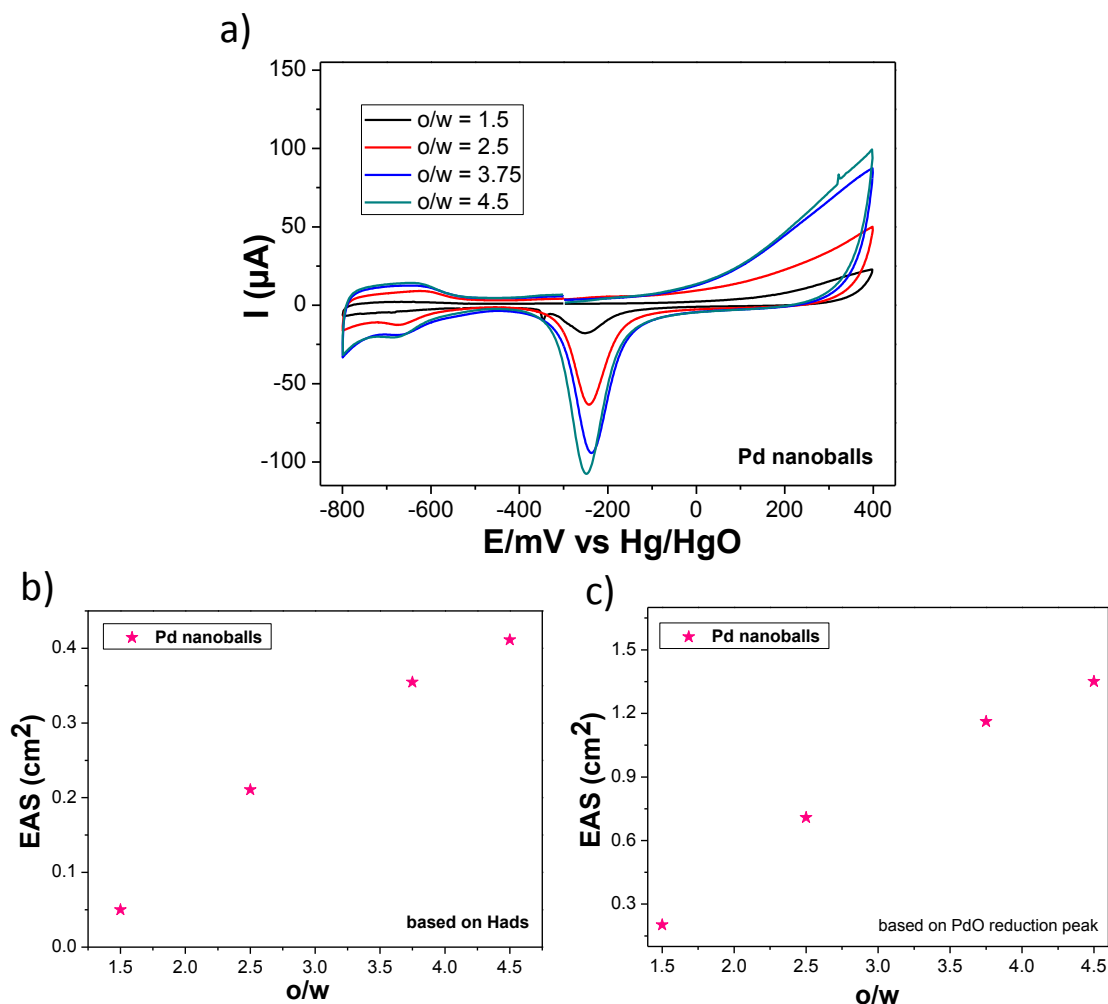 a)
150
100
50
0
-50
-100
I (µA)
o/w = 1.5
o/w = 2.5
o/w = 3.75
o/w = 4.5
Pd nanoballs
-800 -600 -400 -200 0 200 400
E/mV vs Hg/HgO
b)
0.4
0.3
0.2
0.1
0.0
EAS (cm²)
Pd nanoballs
based on Hads
1.5 2.0 2.5 3.0 3.5 4.0 4.5
o/w
c)
1.5
1.2
0.9
0.6
0.3
EAS (cm²)
Pd nanoballs
based on PdO reduction peak
1.5 2.0 2.5 3.0 3.5 4.0 4.5
o/w